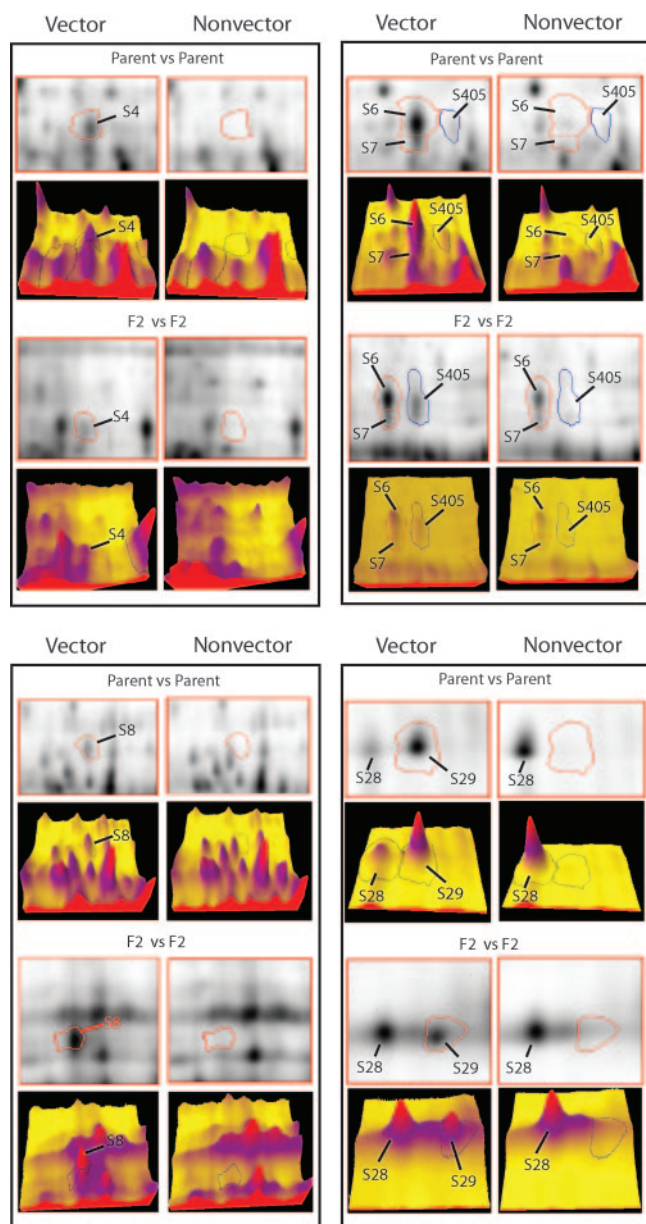 Vector Nonvector
Parent vs Parent
S4
S4
F2 vs F2
S4
S4
Vector Nonvector
Parent vs Parent
S6 S405 S7
S6 S405 S7
S6 S405 S7
S6 S405 S7
F2 vs F2
S6 S405 S7
S6 S405 S7
S6 S405 S7
S6 S405 S7
Vector Nonvector
Parent vs Parent
S8
S8
F2 vs F2
S8
S8
Vector Nonvector
Parent vs Parent
S28 S29
S28
S28 S29
S28
F2 vs F2
S28 S29
S28
S28 S29
S28